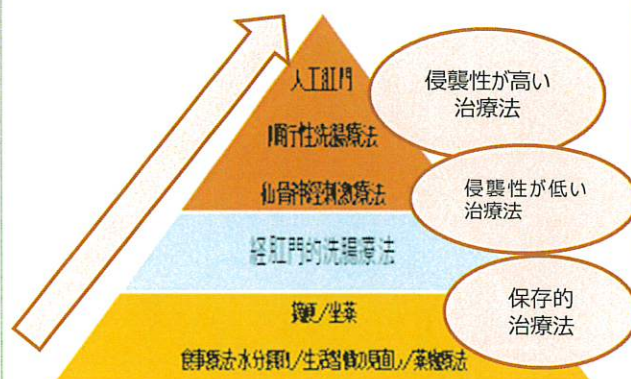 人工肛門
順行性洗腸療法
仙骨神経刺激療法
経肛門的洗腸療法
摘便/坐薬
食事療法・水分摂取/生活習慣の見直し/薬物療法
侵襲性が高い
治療法
侵襲性が低い
治療法
保存的
治療法